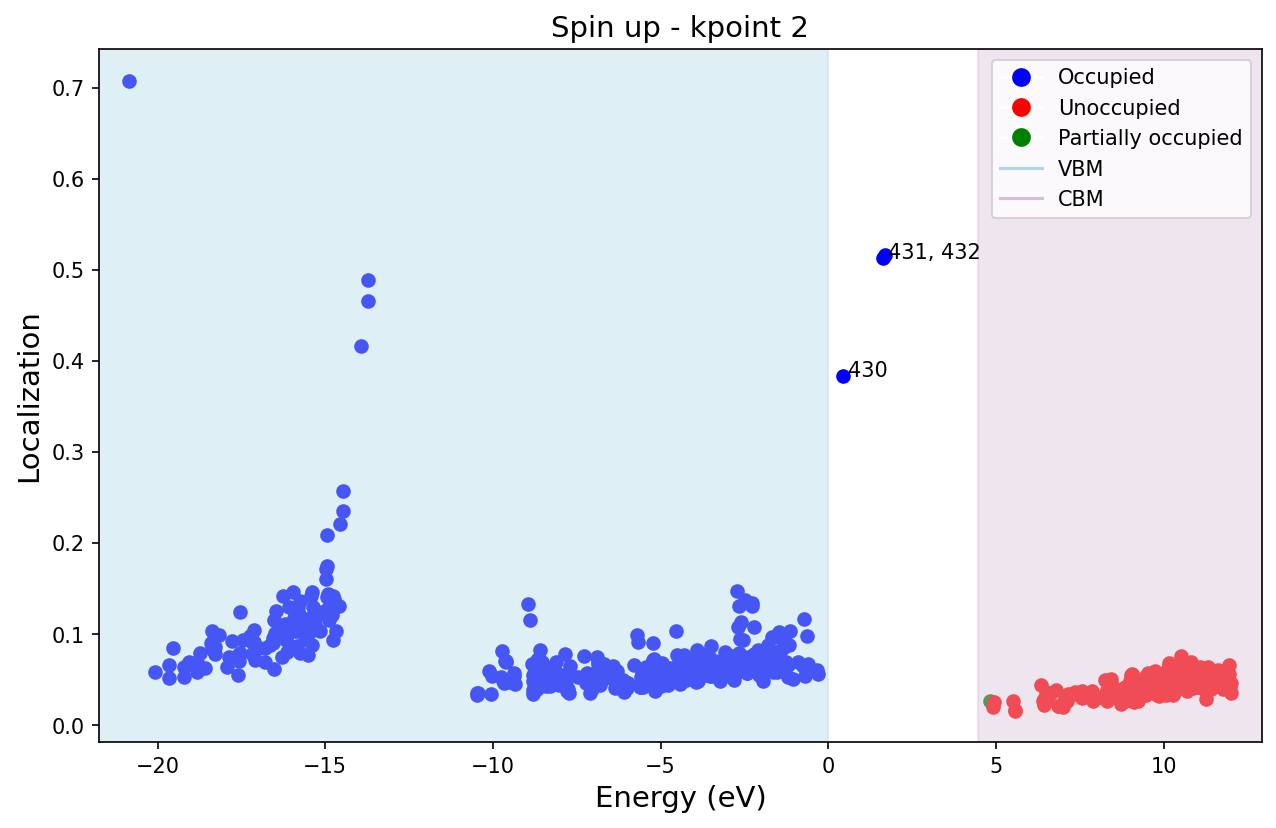 Spin up - kpoint 2
Localization
0.7
0.6
0.5
0.4
0.3
0.2
0.1
0.0
431, 432
430
Occupied
Unoccupied
Partially occupied
VBM
CBM
−20
−15
−10
−5
0
5
10
Energy (eV)